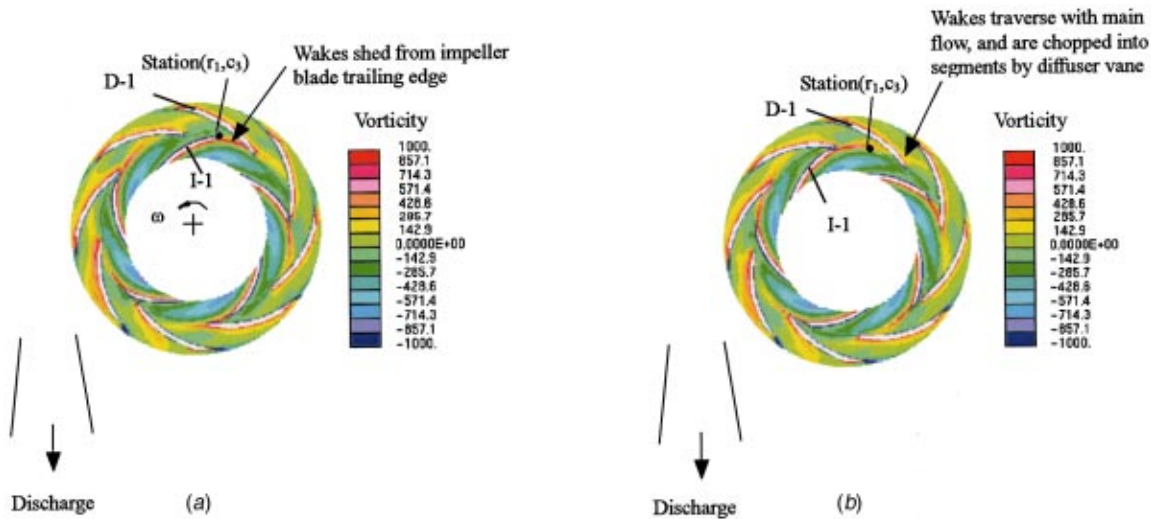 Wakes shed from impeller
blade trailing edge
Station(r₁,c₃)
D-1
I-1
ω
Vorticity
1000.
857.1
714.3
571.4
428.6
285.7
142.9
0.0000E+00
-142.9
-285.7
-428.6
-571.4
-714.3
-857.1
-1000.
Discharge
(a)
Wakes traverse with main
flow, and are chopped into
segments by diffuser vane
Station(r₁,c₃)
D-1
I-1
Vorticity
1000.
857.1
714.3
571.4
428.6
285.7
142.9
0.0000E+00
-142.9
-285.7
-428.6
-571.4
-714.3
-857.1
-1000.
Discharge
(b)